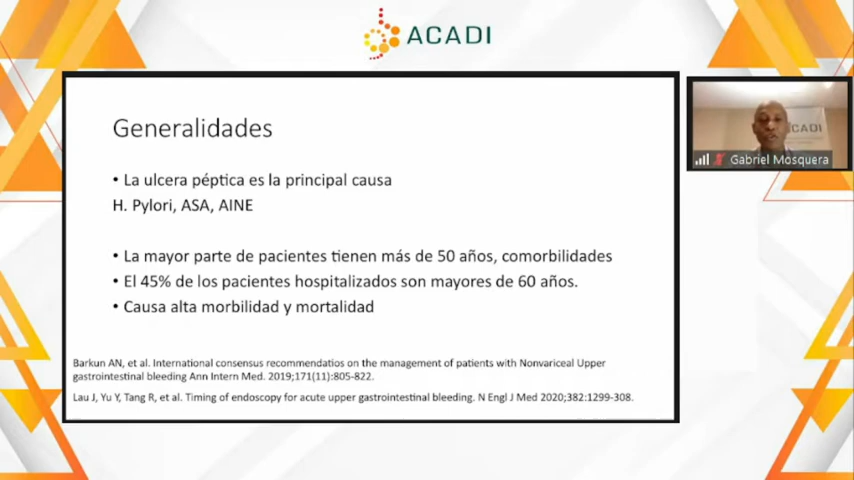 ACADI
Generalidades
• La ulcera péptica es la principal causa
H. Pylori, ASA, AINE
• La mayor parte de pacientes tienen más de 50 años, comorbilidades
• El 45% de los pacientes hospitalizados son mayores de 60 años.
• Causa alta morbilidad y mortalidad
Barkun AN, et al. International consensus recommendatios on the management of patients with Nonvariceal Upper
gastrointestinal bleeding Ann Intern Med. 2019;171(11):805-822.
Lau J, Yu Y, Tang R, et al. Timing of endoscopy for acute upper gastrointestinal bleeding. N Engl J Med 2020;382:1299-308.
CADI
Gabriel Mosquera